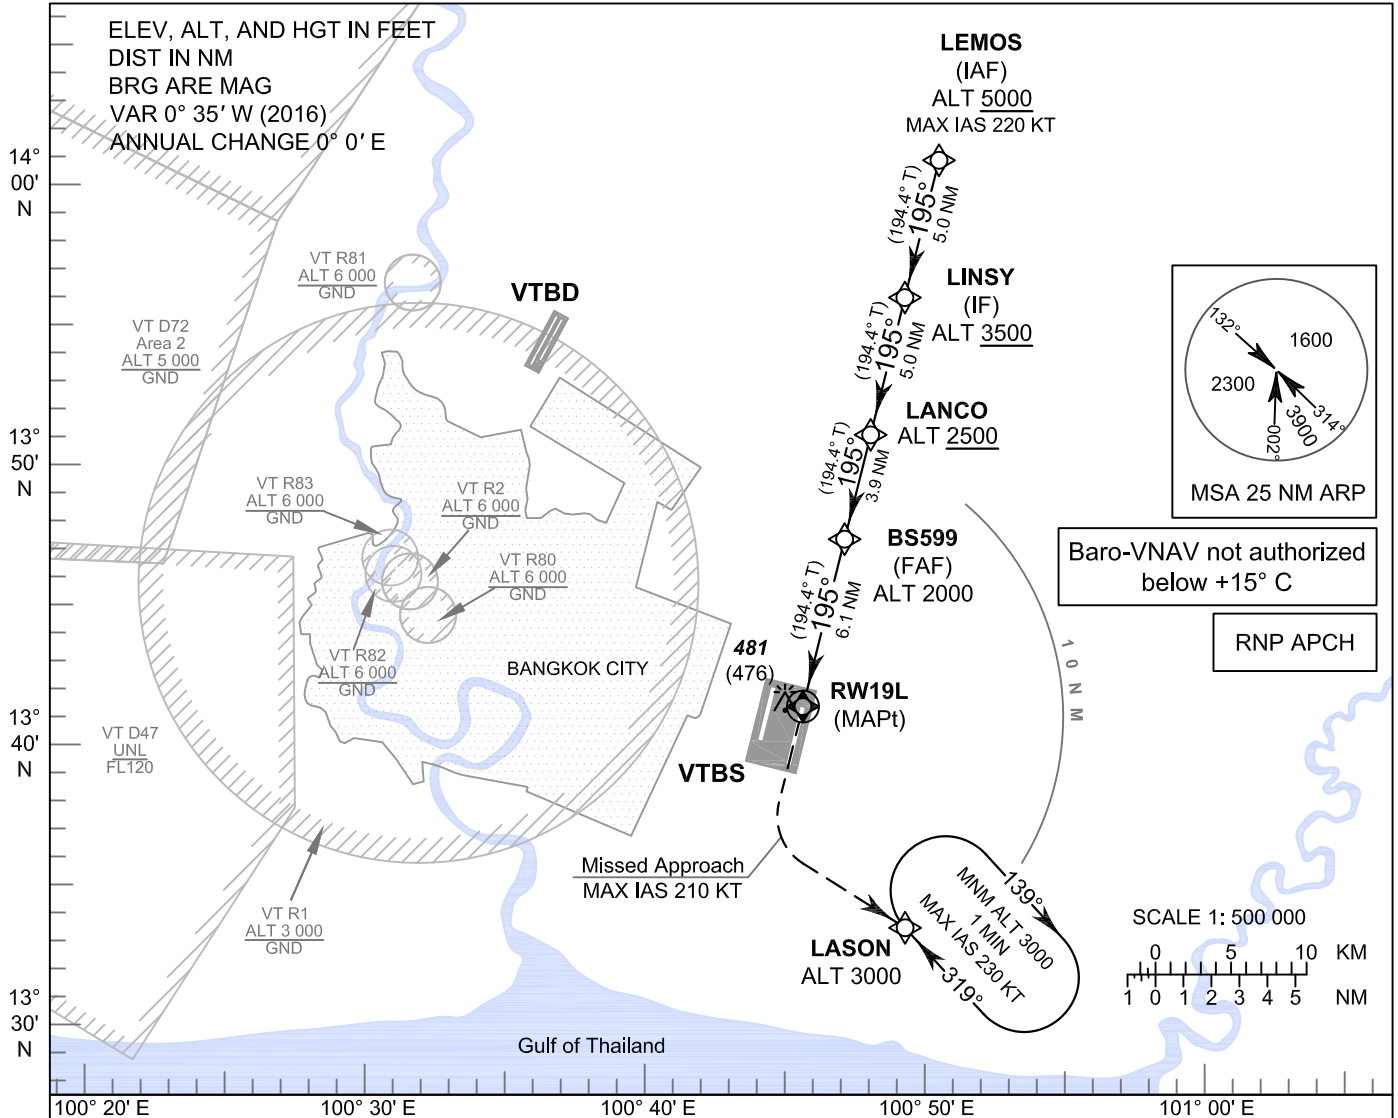 ELEV, ALT, AND HGT IN FEET
DIST IN NM
BRG ARE MAG
VAR 0° 35' W (2016)
ANNUAL CHANGE 0° 0' E
LEMOS
(IAF)
ALT 5000
MAX IAS 220 KT
195°
(194.4° T)
5.0 NM
LINSY
(IF)
ALT 3500
195°
(194.4° T)
5.0 NM
LANCO
ALT 2500
195°
(194.4° T)
3.9 NM
BS599
(FAF)
ALT 2000
195°
(194.4° T)
6.1 NM
RW19L
(MAPt)
481
(476)
VTBS
VTBD
Missed Approach
MAX IAS 210 KT
LASON
ALT 3000
139°
MNM ALT 3000
1 MIN
MAX IAS 230 KT
319°
10 NM
132°
1600
2300
314°
3900
002°
MSA 25 NM ARP
Baro-VNAV not authorized
below +15° C
RNP APCH
VT R81
ALT 6 000
GND
VT D72
Area 2
ALT 5 000
GND
VT R83
ALT 6 000
GND
VT R2
ALT 6 000
GND
VT R80
ALT 6 000
GND
VT R82
ALT 6 000
GND
BANGKOK CITY
VT D47
UNL
FL120
VT R1
ALT 3 000
GND
Gulf of Thailand
SCALE 1: 500 000
0 5 10 KM
1 0 1 2 3 4 5 NM
14°
00'
N
13°
50'
N
13°
40'
N
13°
30'
N
100° 20' E
100° 30' E
100° 40' E
100° 50' E
101° 00' E